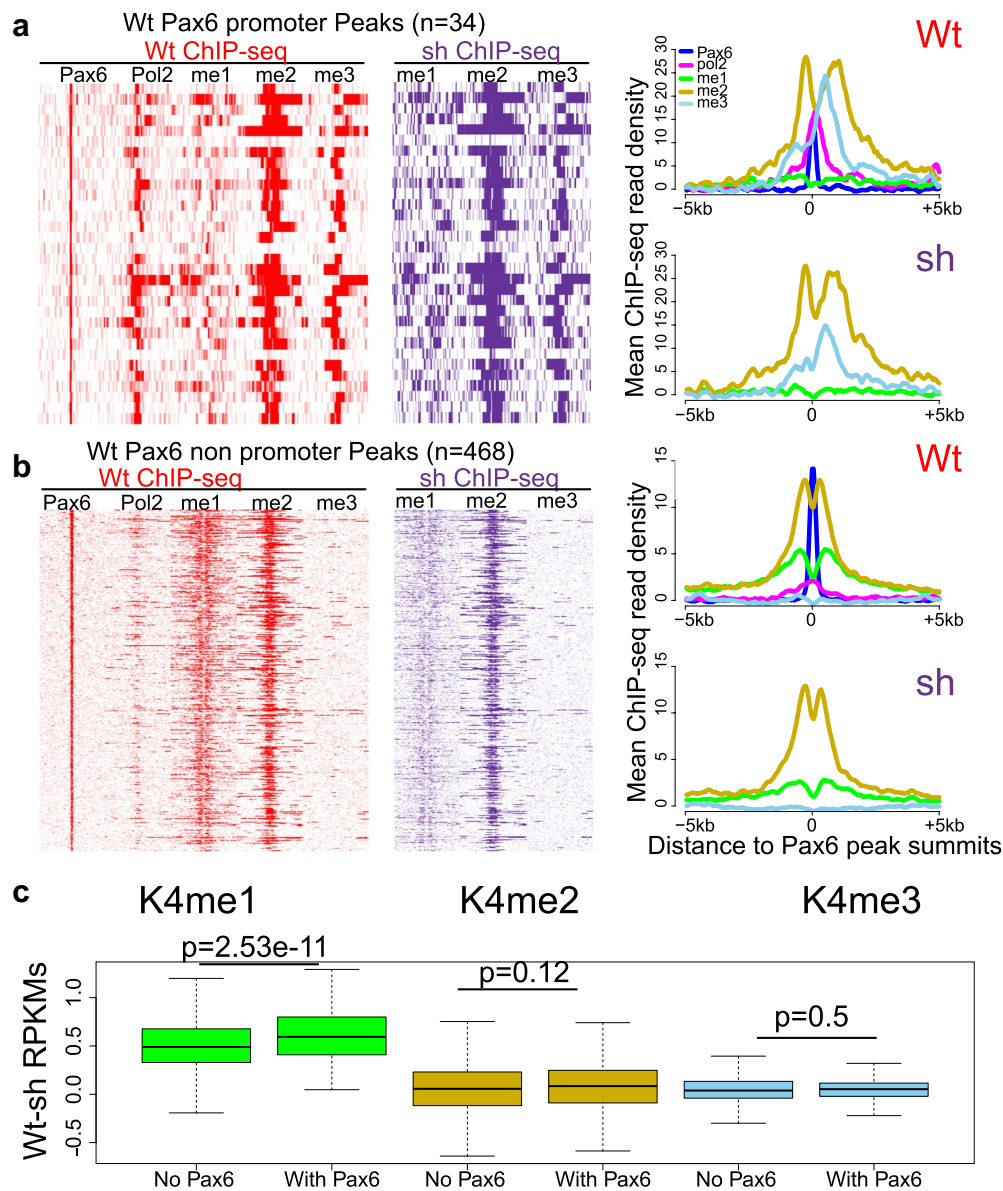 a
Wt Pax6 promoter Peaks (n=34)
Wt ChIP-seq
sh ChIP-seq
Pax6 Pol2 me1 me2 me3
me1 me2 me3
Wt
Pax6
pol2
me1
me2
me3
0 5 10 15 20 25 30
−5kb 0 +5kb
sh
0 5 10 15 20 25 30
−5kb 0 +5kb
Mean ChIP-seq read density
b
Wt Pax6 non promoter Peaks (n=468)
Wt ChIP-seq
sh ChIP-seq
Pax6 Pol2 me1 me2 me3
me1 me2 me3
Wt
0 5 10 15
−5kb 0 +5kb
sh
0 5 10 15
−5kb 0 +5kb
Mean ChIP-seq read density
Distance to Pax6 peak summits
c
K4me1 K4me2 K4me3
p=2.53e-11
p=0.12
p=0.5
Wt-sh RPKMs
−0.5 0.0 0.5 1.0
No Pax6 With Pax6 No Pax6 With Pax6 No Pax6 With Pax6